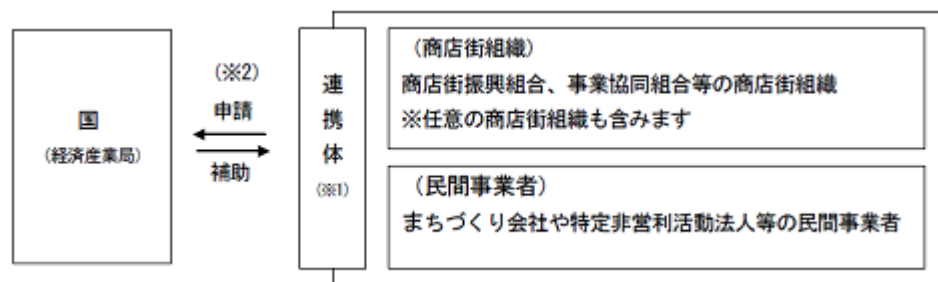 国
(経済産業局)
(※2)
申請
補助
連携体
(※1)
(商店街組織)
商店街振興組合、事業協同組合等の商店街組織
※任意の商店街組織も含みます
(民間事業者)
まちづくり会社や特定非営利活動法人等の民間事業者